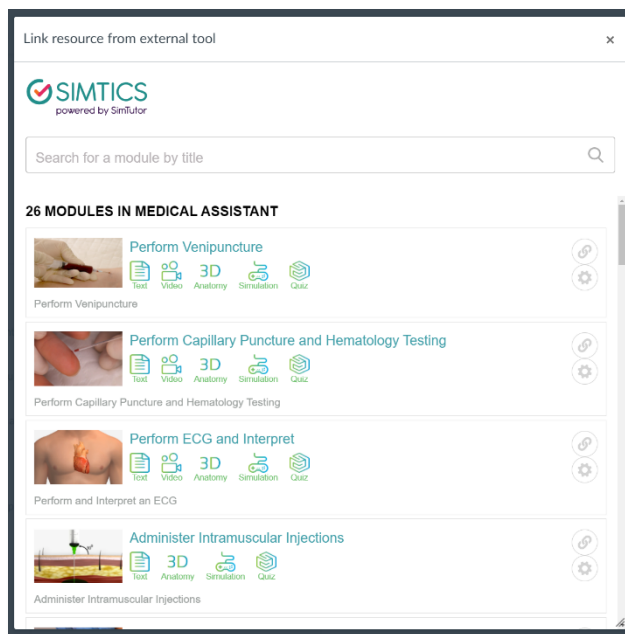 Link resource from external tool ×
SIMTICS
powered by SimTutor
Search for a module by title
26 MODULES IN MEDICAL ASSISTANT
Perform Venipuncture
3D
Text Video Anatomy Simulation Quiz
Perform Venipuncture
Perform Capillary Puncture and Hematology Testing
3D
Text Video Anatomy Simulation Quiz
Perform Capillary Puncture and Hematology Testing
Perform ECG and Interpret
3D
Text Video Anatomy Simulation Quiz
Perform and Interpret an ECG
Administer Intramuscular Injections
3D
Text Anatomy Simulation Quiz
Administer Intramuscular Injections